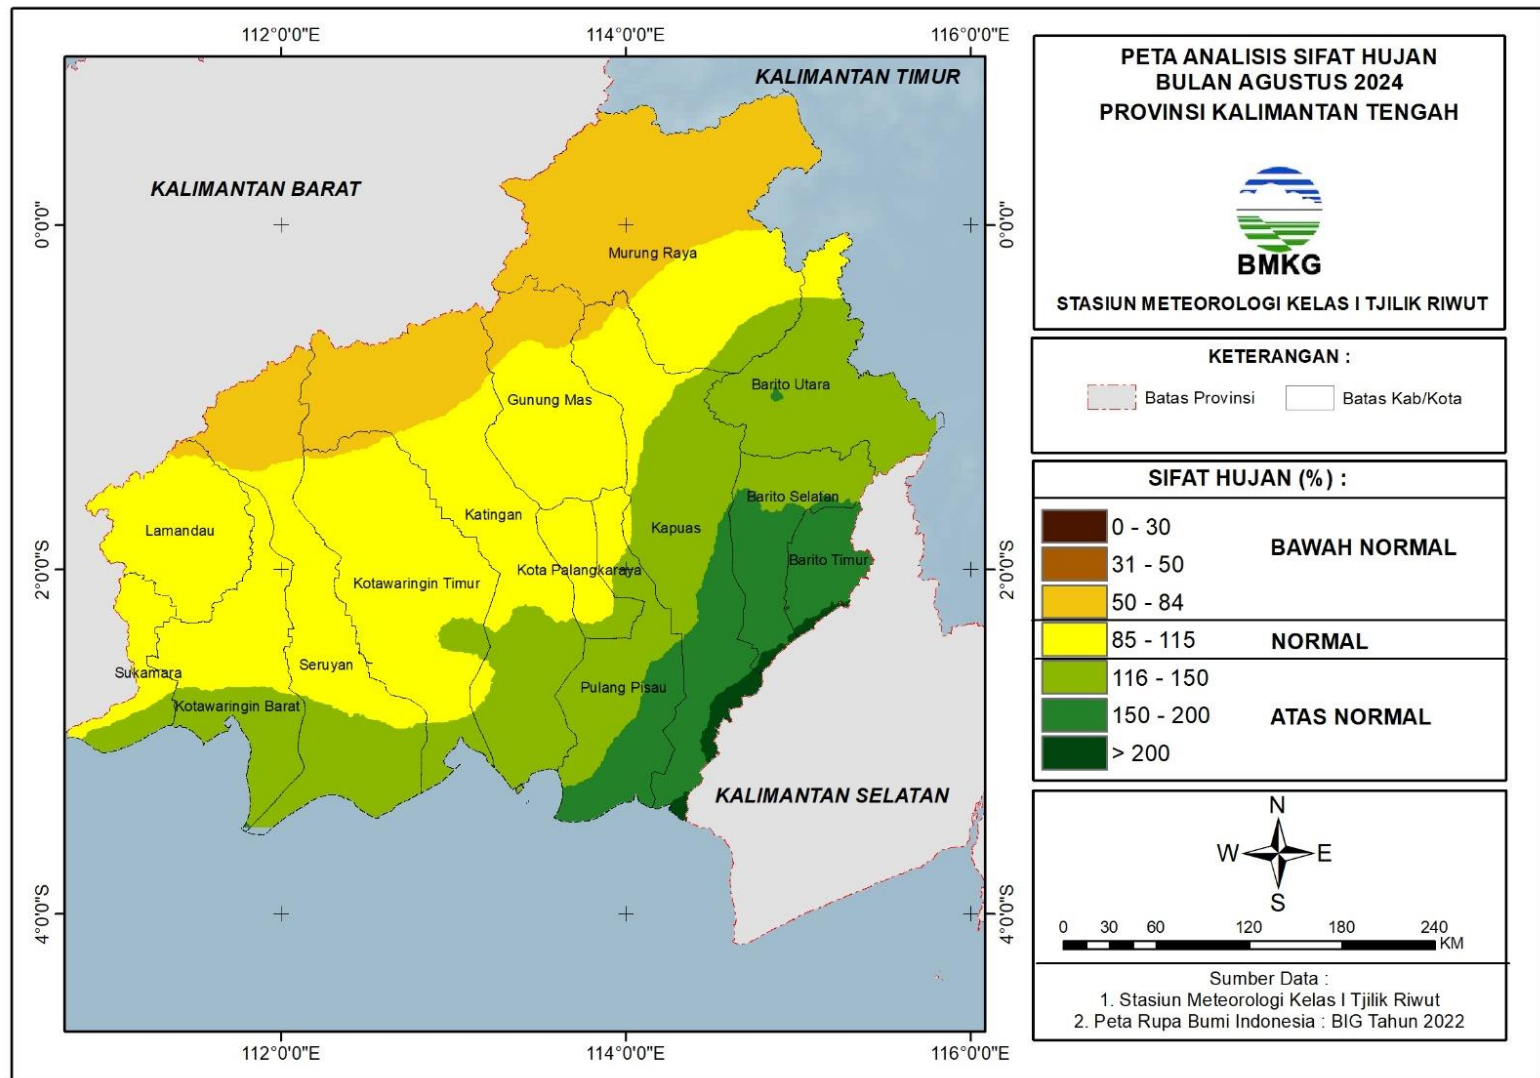 112°0'0"E
114°0'0"E
116°0'0"E
KALIMANTAN TIMUR
KALIMANTAN BARAT
0°0'0"
0°0'0"
Murung Raya
Barito Utara
Gunung Mas
Barito Selatan
Katingan
Lamandau
Kapuas
Barito Timur
Kota Palangkaraya
Kotawaringin Timur
2°0'0"S
2°0'0"S
Seruyan
Sukamara
Pulang Pisau
Kotawaringin Barat
KALIMANTAN SELATAN
4°0'0"S
4°0'0"S
112°0'0"E
114°0'0"E
116°0'0"E
PETA ANALISIS SIFAT HUJAN
BULAN AGUSTUS 2024
PROVINSI KALIMANTAN TENGAH
BMKG
STASIUN METEOROLOGI KELAS I TJILIK RIWUT
KETERANGAN :
Batas Provinsi
Batas Kab/Kota
SIFAT HUJAN (%) :
0 - 30
31 - 50
BAWAH NORMAL
50 - 84
85 - 115
NORMAL
116 - 150
150 - 200
ATAS NORMAL
> 200
N
W
E
S
0 30 60 120 180 240
KM
Sumber Data :
1. Stasiun Meteorologi Kelas I Tjilik Riwut
2. Peta Rupa Bumi Indonesia : BIG Tahun 2022